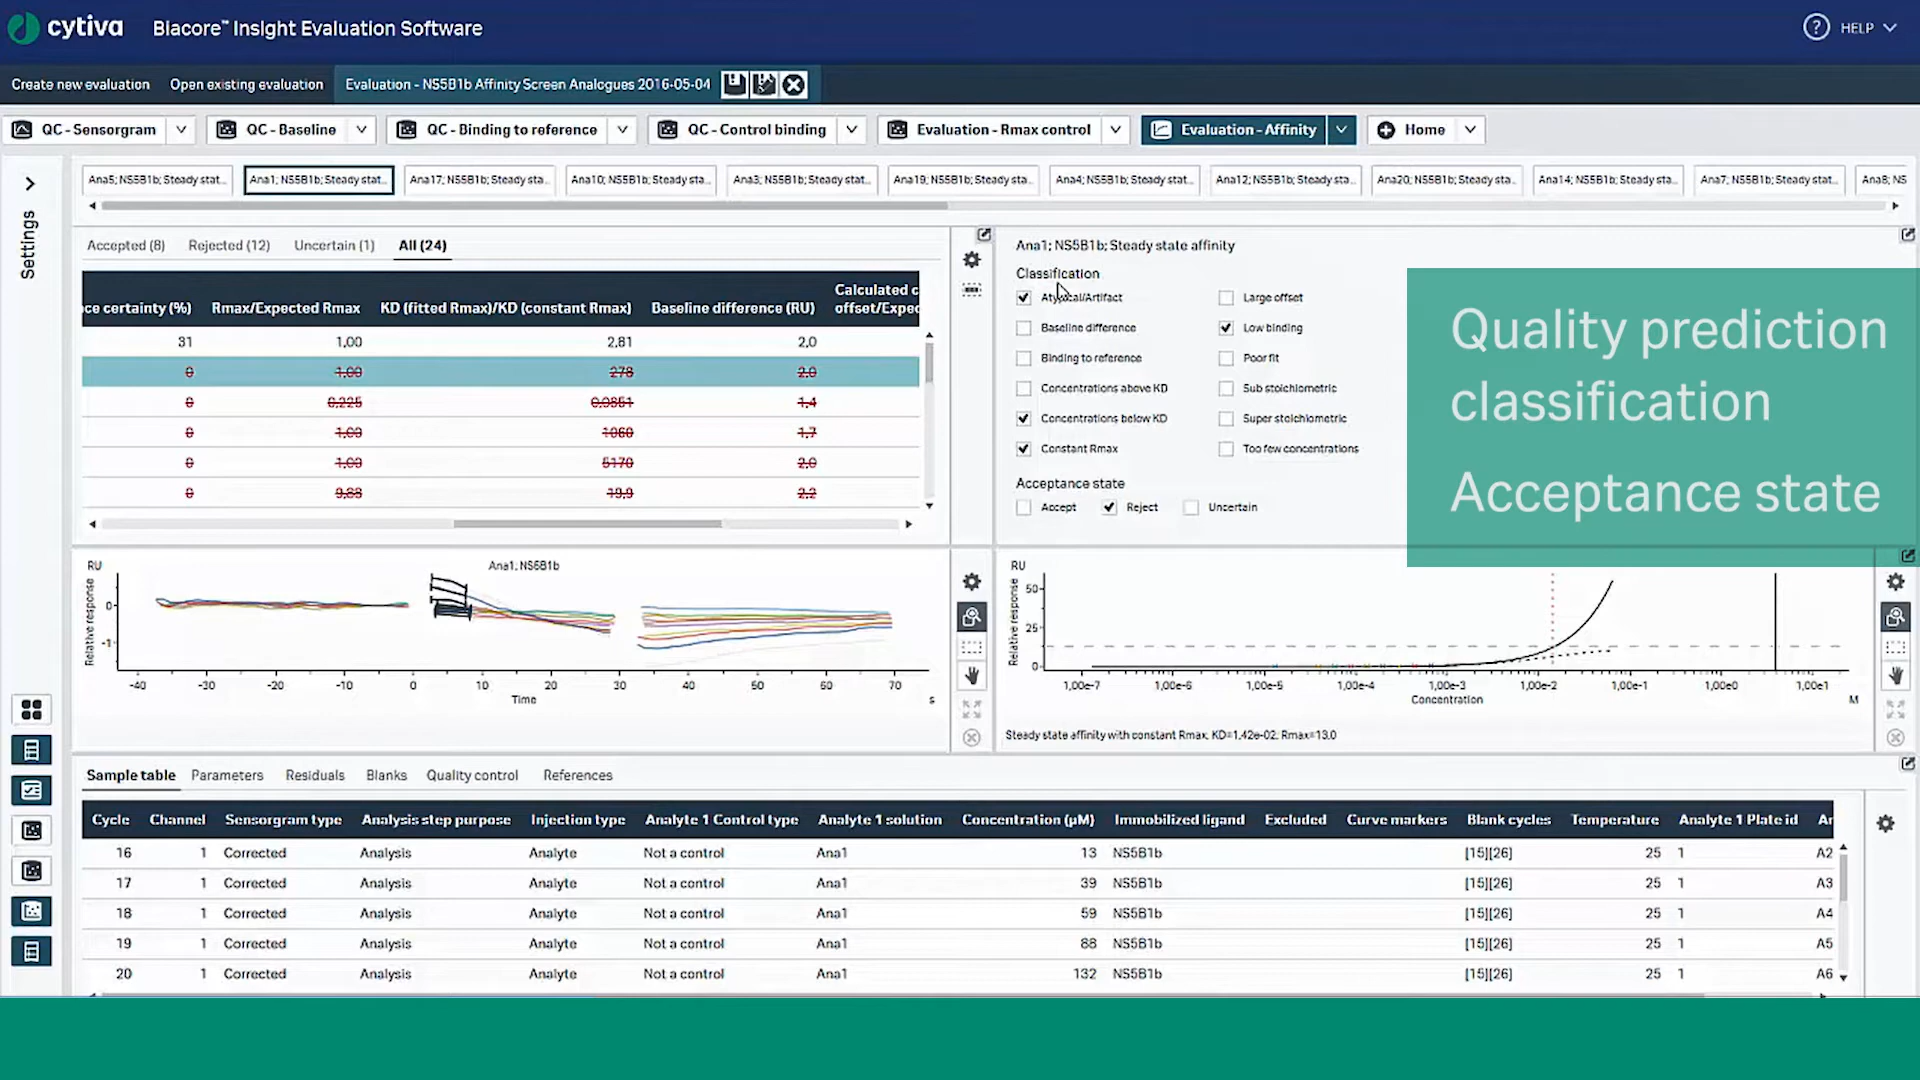 cytiva Biacore™ Insight Evaluation Software ? HELP
Create new evaluation Open existing evaluation Evaluation - NS5B1b Affinity Screen Analogues 2016-05-04
QC - Sensorgram QC - Baseline QC - Binding to reference QC - Control binding Evaluation - Rmax control Evaluation - Affinity Home
Settings
Ana5; NS5B1b; Steady stat... Ana1; NS5B1b; Steady stat... Ana17; NS5B1b; Steady sta... Ana10; NS5B1b; Steady sta... Ana3; NS5B1b; Steady stat... Ana19; NS5B1b; Steady sta... Ana4; NS5B1b; Steady stat... Ana12; NS5B1b; Steady sta... Ana20; NS5B1b; Steady stat... Ana14; NS5B1b; Steady sta... Ana7; NS5B1b; Steady stat... Ana8; NS
Accepted (8) Rejected (12) Uncertain (1) All (24)
ce certainty (%) Rmax/Expected Rmax KD (fitted Rmax)/KD (constant Rmax) Baseline difference (RU) Calculated c
offset/Expec
31 1,00 2,81 2,0
0 1,00 278 2,0
0 0,225 0,0851 1,4
0 1,00 1060 1,7
0 1,00 5170 2,0
0 9,88 19,9 2,2
Ana1; NS5B1b; Steady state affinity
Classification
Atypical/Artifact Large offset
Baseline difference Low binding
Binding to reference Poor fit
Concentrations above KD Sub stoichiometric
Concentrations below KD Super stoichiometric
Constant Rmax Too few concentrations
Acceptance state
Accept Reject Uncertain
Quality prediction
classification
Acceptance state
RU Ana1; NS5B1b
Relative response
0
-1
-40 -30 -20 -10 0 10 20 30 40 50 60 70
Time s
RU
Relative response
50
25
0
1,00e-7 1,00e-6 1,00e-5 1,00e-4 1,00e-3 1,00e-2 1,00e-1 1,00e0 1,00e1
Concentration M
Steady state affinity with constant Rmax, KD=1,42e-02, Rmax=13,0
Sample table Parameters Residuals Blanks Quality control References
Cycle Channel Sensorgram type Analysis step purpose Injection type Analyte 1 Control type Analyte 1 solution Concentration (µM) Immobilized ligand Excluded Curve markers Blank cycles Temperature Analyte 1 Plate id An
16 1 Corrected Analysis Analyte Not a control Ana1 13 NS5B1b [15][26] 25 1 A2
17 1 Corrected Analysis Analyte Not a control Ana1 39 NS5B1b [15][26] 25 1 A3
18 1 Corrected Analysis Analyte Not a control Ana1 59 NS5B1b [15][26] 25 1 A4
19 1 Corrected Analysis Analyte Not a control Ana1 88 NS5B1b [15][26] 25 1 A5
20 1 Corrected Analysis Analyte Not a control Ana1 132 NS5B1b [15][26] 25 1 A6